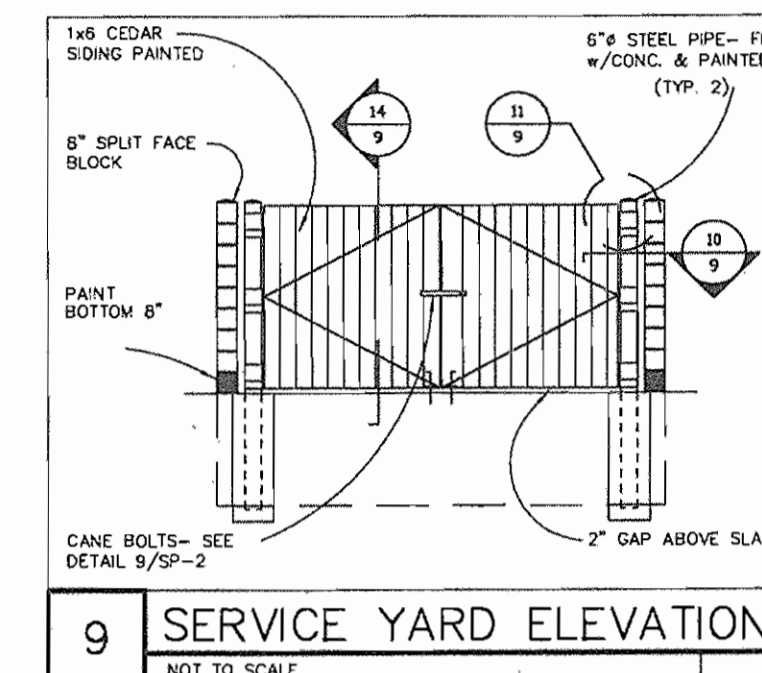 1x6 CEDAR
SIDING PAINTED
6"ø STEEL PIPE-
w/CONC. & PAINTED
(TYP. 2)
14
9
11
9
8" SPLIT FACE
BLOCK
10
9
PAINT
BOTTOM 8"
CANE BOLTS- SEE
DETAIL 9/SP-2
2" GAP ABOVE
9
SERVICE YARD ELEVATION
NOT TO SCALE